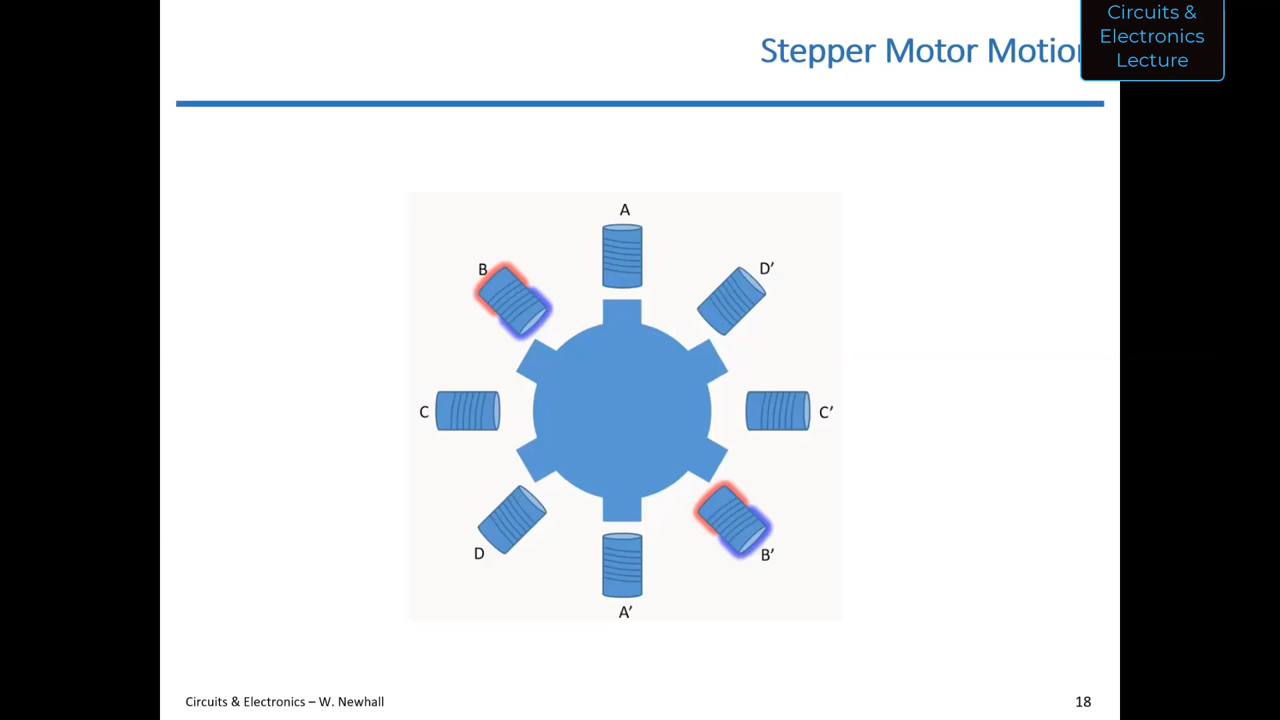 Stepper Motor Motion
Circuits &
Electronics
Lecture
A
B
D’
C
C’
D
B’
A’
Circuits & Electronics – W. Newhall
18